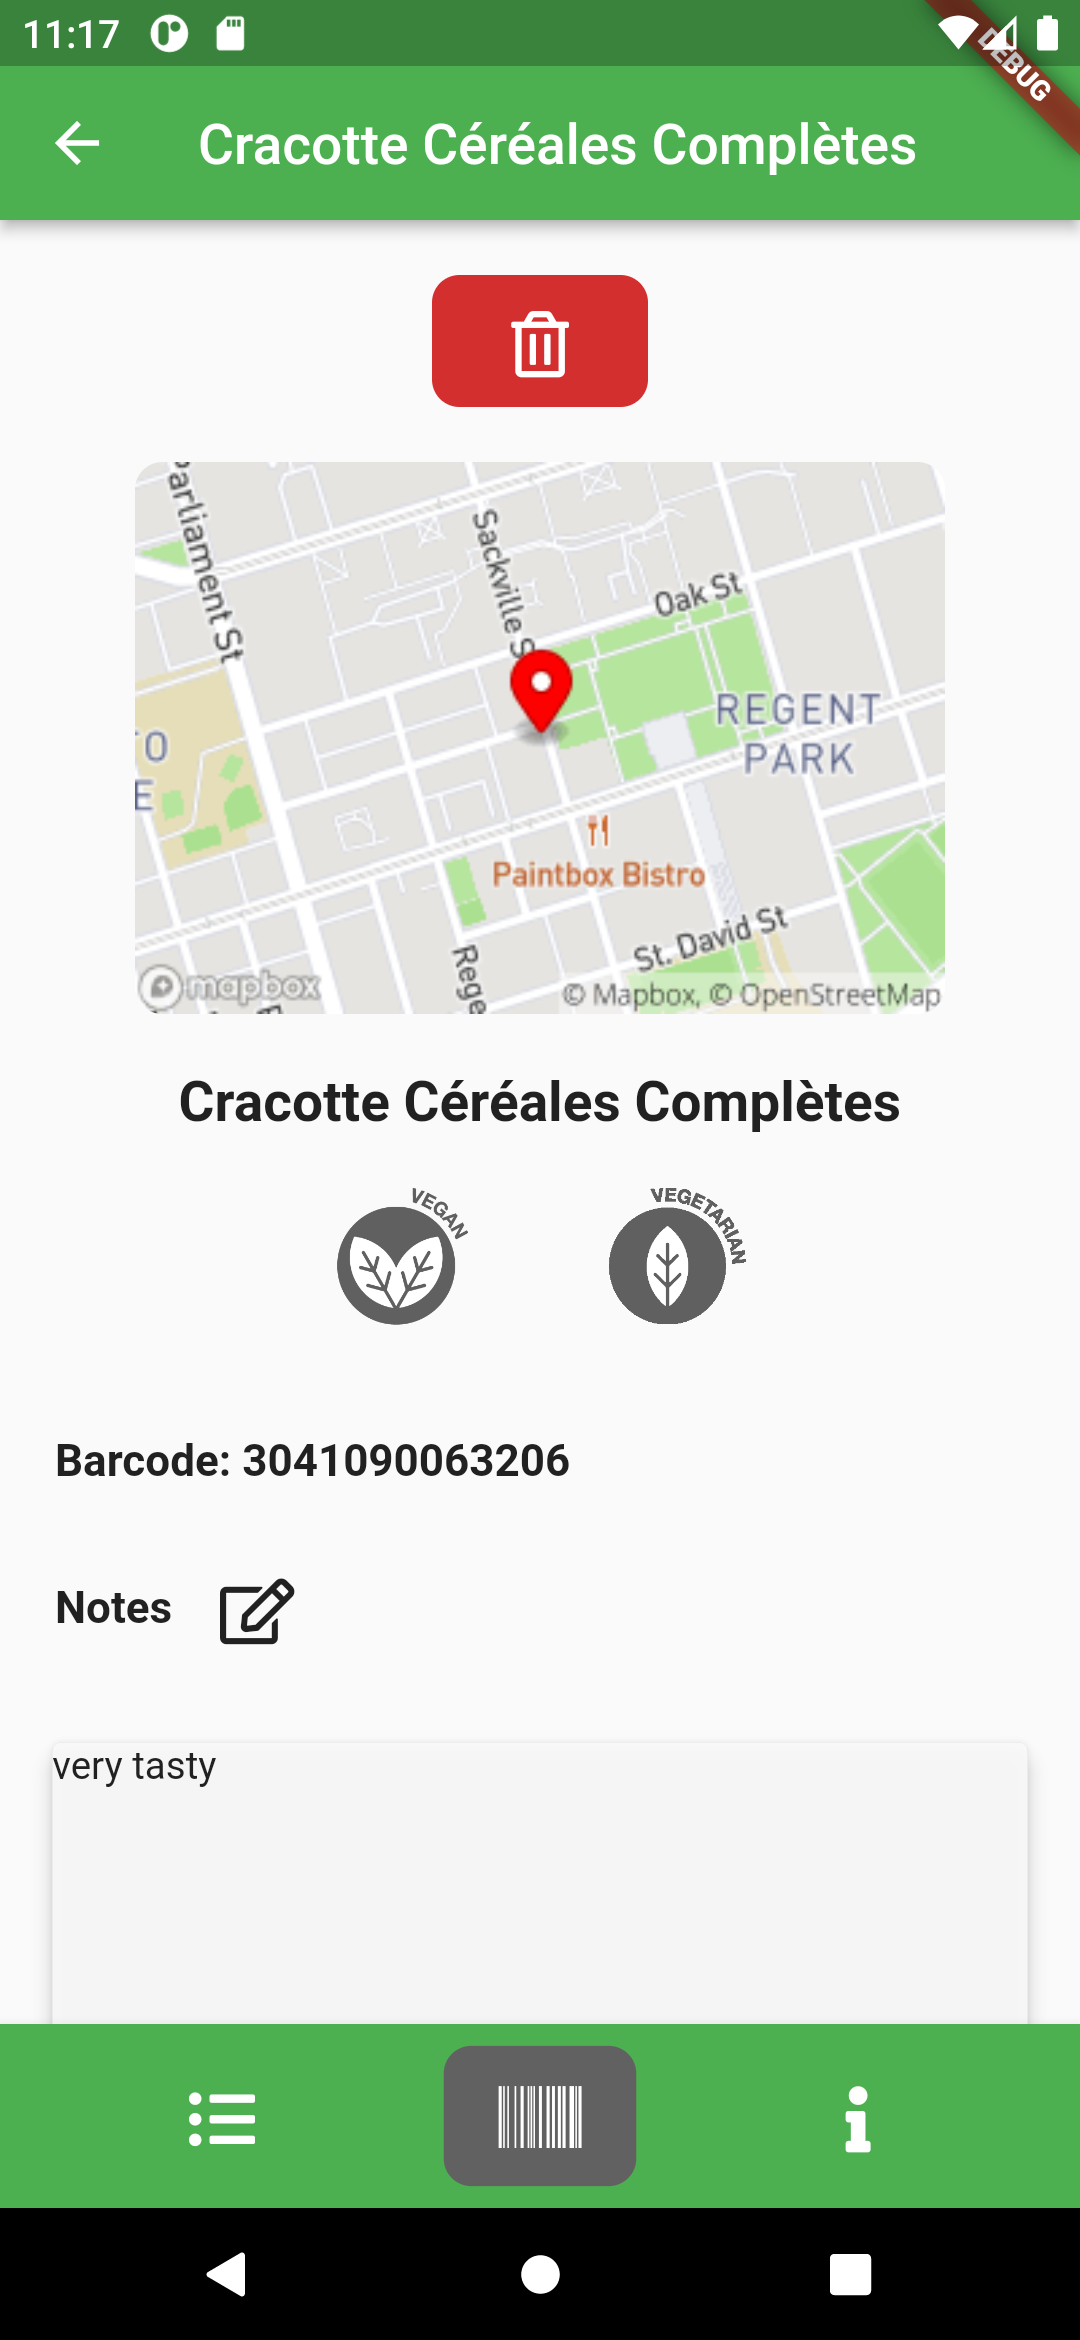 11:17
DEBUG
Cracotte Céréales Complètes
Parliament St
Sackville S
Oak St
REGENT
PARK
TO
E
Paintbox Bistro
St. David St
Rege
mapbox
© Mapbox, © OpenStreetMap
Cracotte Céréales Complètes
VEGAN
VEGETARIAN
Barcode: 3041090063206
Notes
very tasty